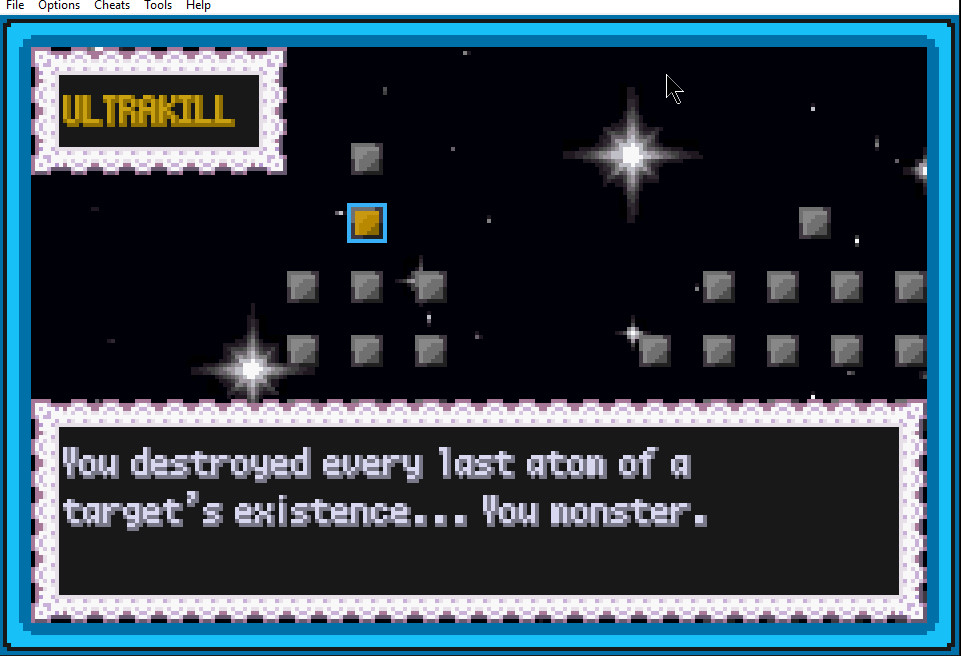 File Options Cheats Tools Help
ULTRAKILL
You destroyed every last atom of a
target's existence... You monster.